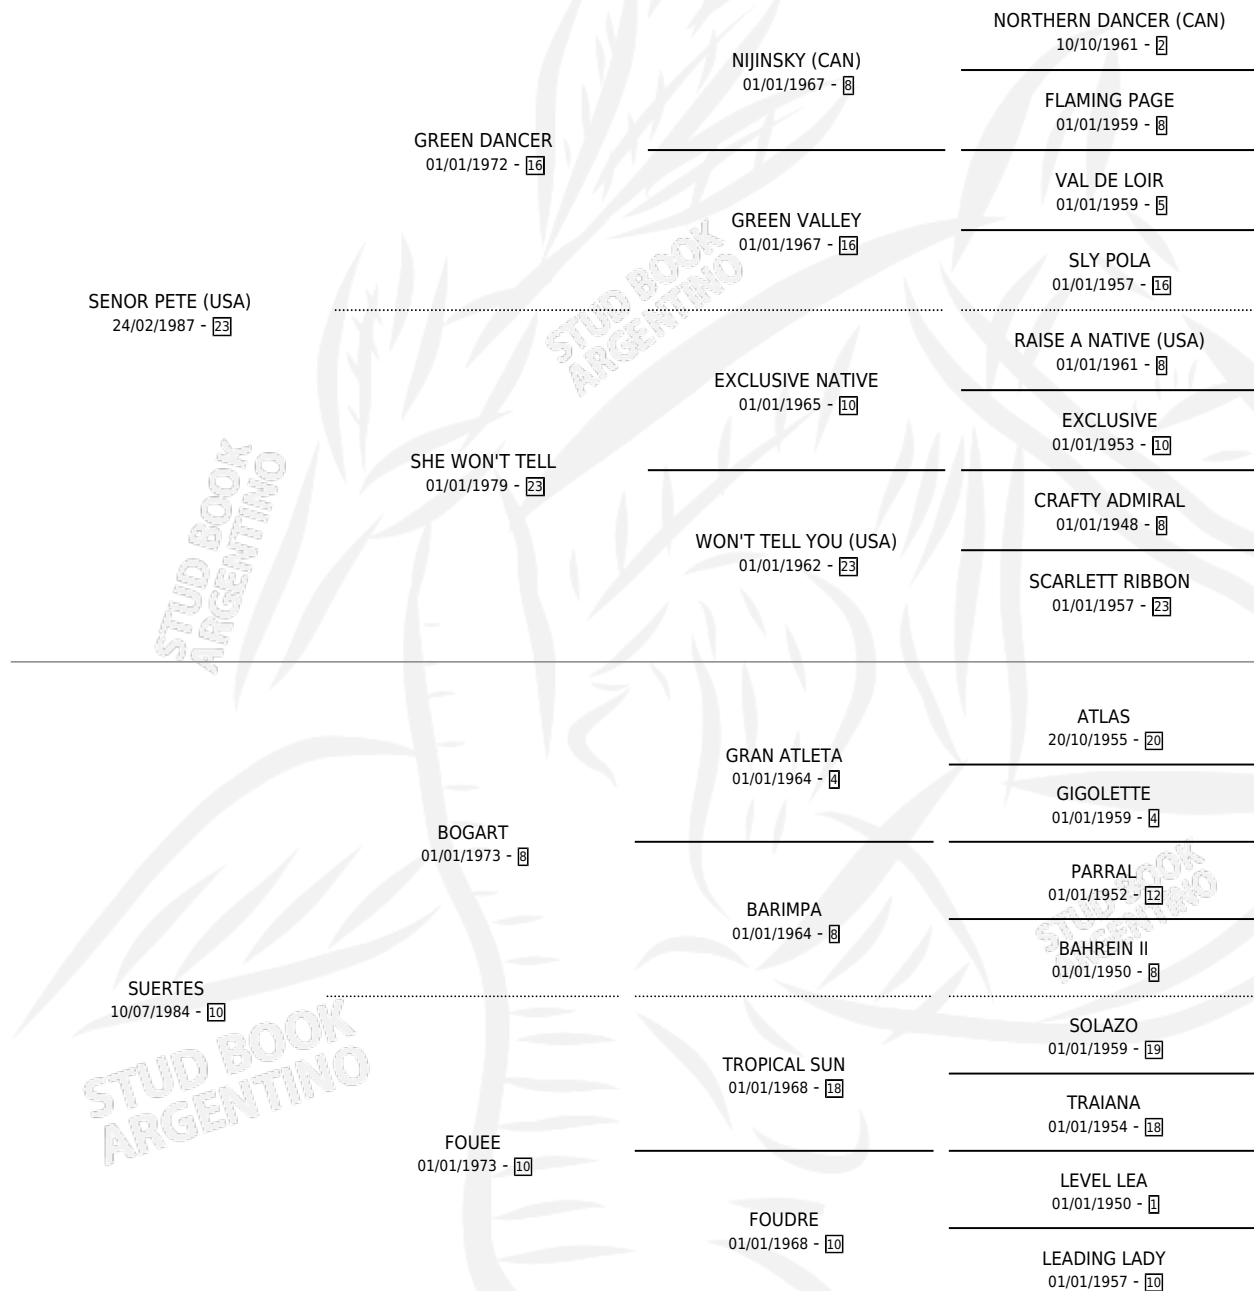 NORTHERN DANCER (CAN)
10/10/1961 - 2
NIJINSKY (CAN)
01/01/1967 - 8
FLAMING PAGE
01/01/1959 - 8
GREEN DANCER
01/01/1972 - 16
VAL DE LOIR
01/01/1959 - 5
GREEN VALLEY
01/01/1967 - 16
SLY POLA
01/01/1957 - 16
SENOR PETE (USA)
24/02/1987 - 23
RAISE A NATIVE (USA)
01/01/1961 - 8
EXCLUSIVE NATIVE
01/01/1965 - 10
EXCLUSIVE
01/01/1953 - 10
SHE WON'T TELL
01/01/1979 - 23
CRAFTY ADMIRAL
01/01/1948 - 8
WON'T TELL YOU (USA)
01/01/1962 - 23
SCARLETT RIBBON
01/01/1957 - 23
ATLAS
20/10/1955 - 20
GRAN ATLETA
01/01/1964 - 4
GIGOLETTE
01/01/1959 - 4
BOGART
01/01/1973 - 8
PARRAL
01/01/1952 - 12
BARIMPA
01/01/1964 - 8
BAHREIN II
01/01/1950 - 8
SUERTES
10/07/1984 - 10
SOLAZO
01/01/1959 - 19
TROPICAL SUN
01/01/1968 - 18
TRAIANA
01/01/1954 - 18
FOUEE
01/01/1973 - 10
LEVEL LEA
01/01/1950 - 1
FOUDRE
01/01/1968 - 10
LEADING LADY
01/01/1957 - 10
STUD BOOK
ARGENTINO
STUD BOOK
ARGENTINO
STUD BOOK
ARGENTINO
STUD BOOK
ARGENTINO